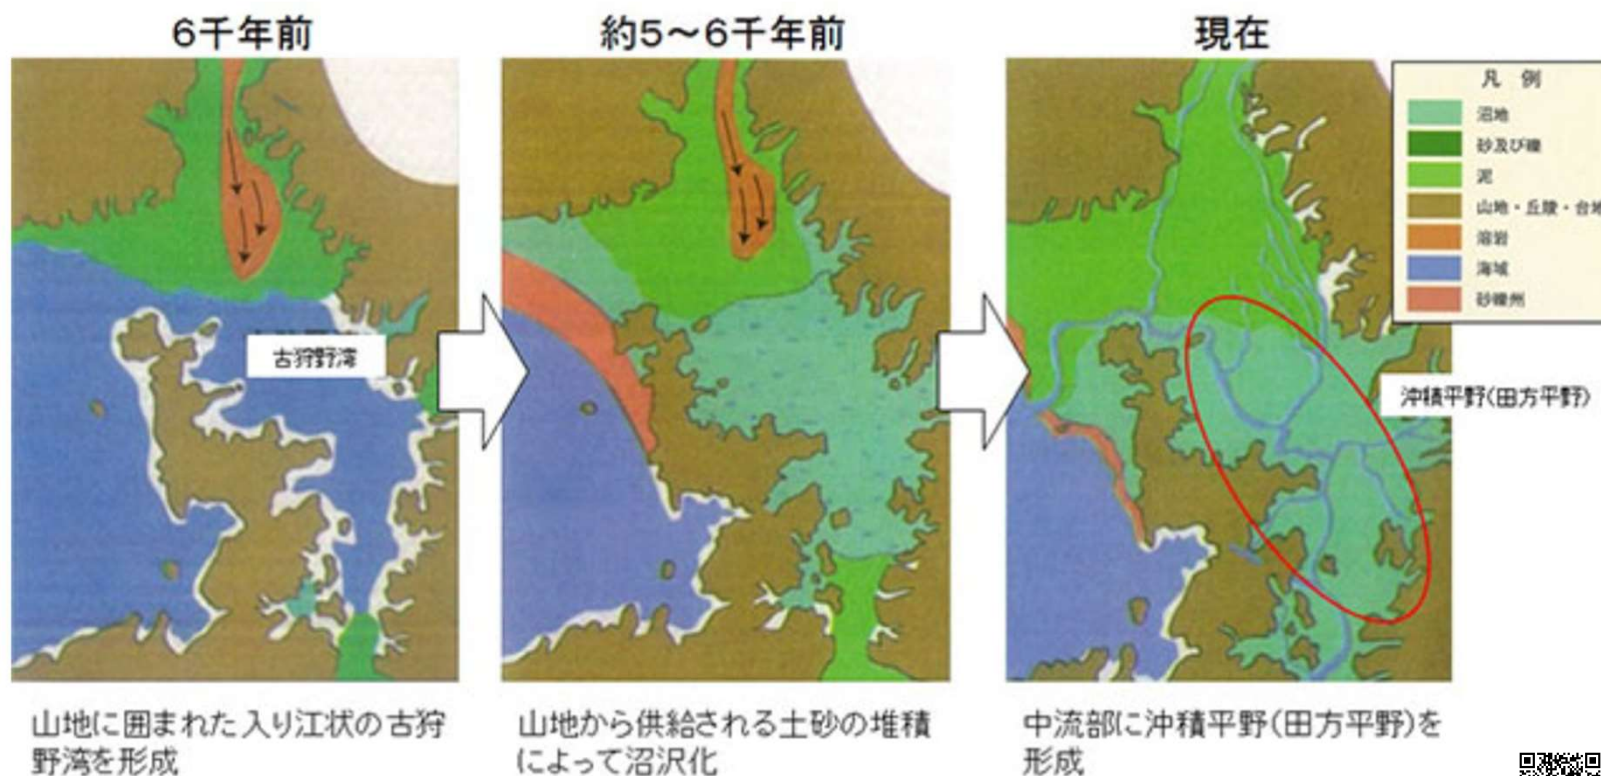 6千年前
約5～6千年前
現在
凡 例
沼地
砂及び礫
泥
山地・丘陵・台地
溶岩
海域
砂礫州
古狩野湾
沖積平野(田方平野)
山地に囲まれた入り江状の古狩
野湾を形成
山地から供給される土砂の堆積
によって沼沢化
中流部に沖積平野(田方平野)を
形成